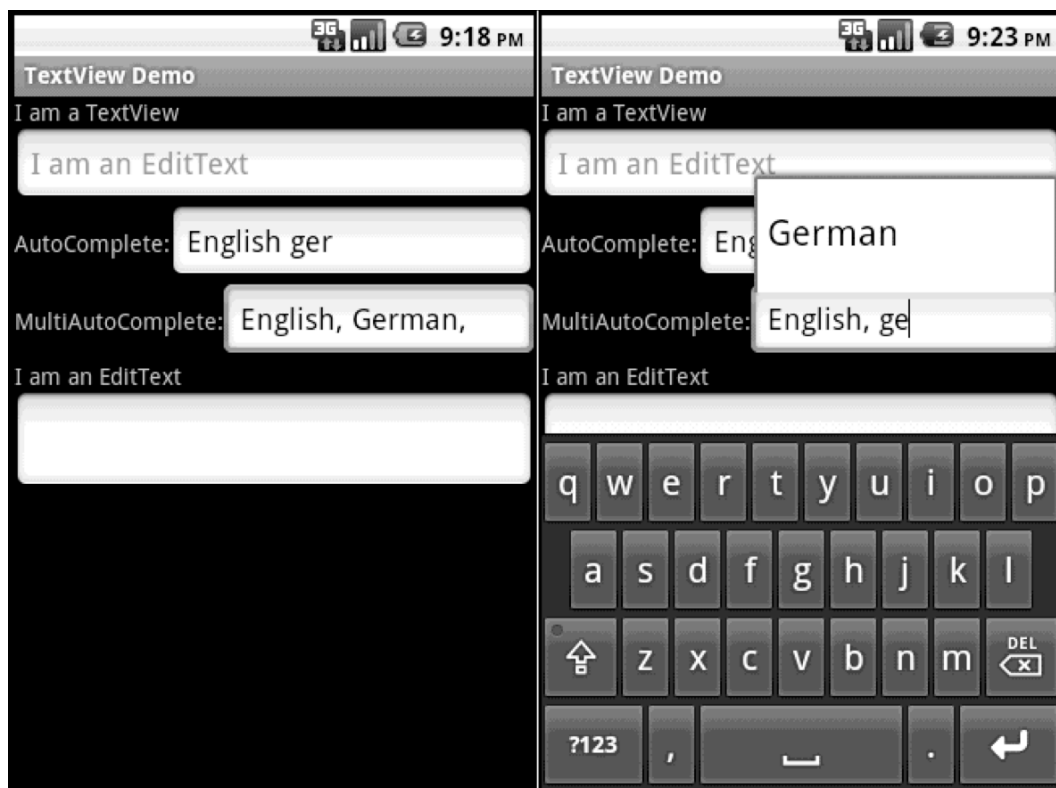 3G 9:18 PM
TextView Demo
I am a TextView
I am an EditText
AutoComplete: English ger
MultiAutoComplete: English, German,
I am an EditText
3G 9:23 PM
TextView Demo
I am a TextView
I am an EditText
German
AutoComplete: Eng
MultiAutoComplete: English, ge
I am an EditText
q w e r t y u i o p
a s d f g h j k l
z x c v b n m DEL
?123 , .